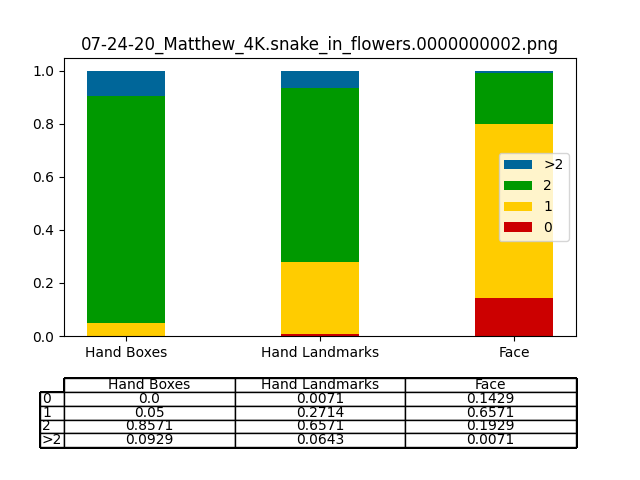 07-24-20_Matthew_4K.snake_in_flowers.0000000002.png
1.0
0.8
0.6
0.4
0.2
0.0
>2
2
1
0
Hand Boxes Hand Landmarks Face
Hand Boxes Hand Landmarks Face
0 0.0 0.0071 0.1429
1 0.05 0.2714 0.6571
2 0.8571 0.6571 0.1929
>2 0.0929 0.0643 0.0071